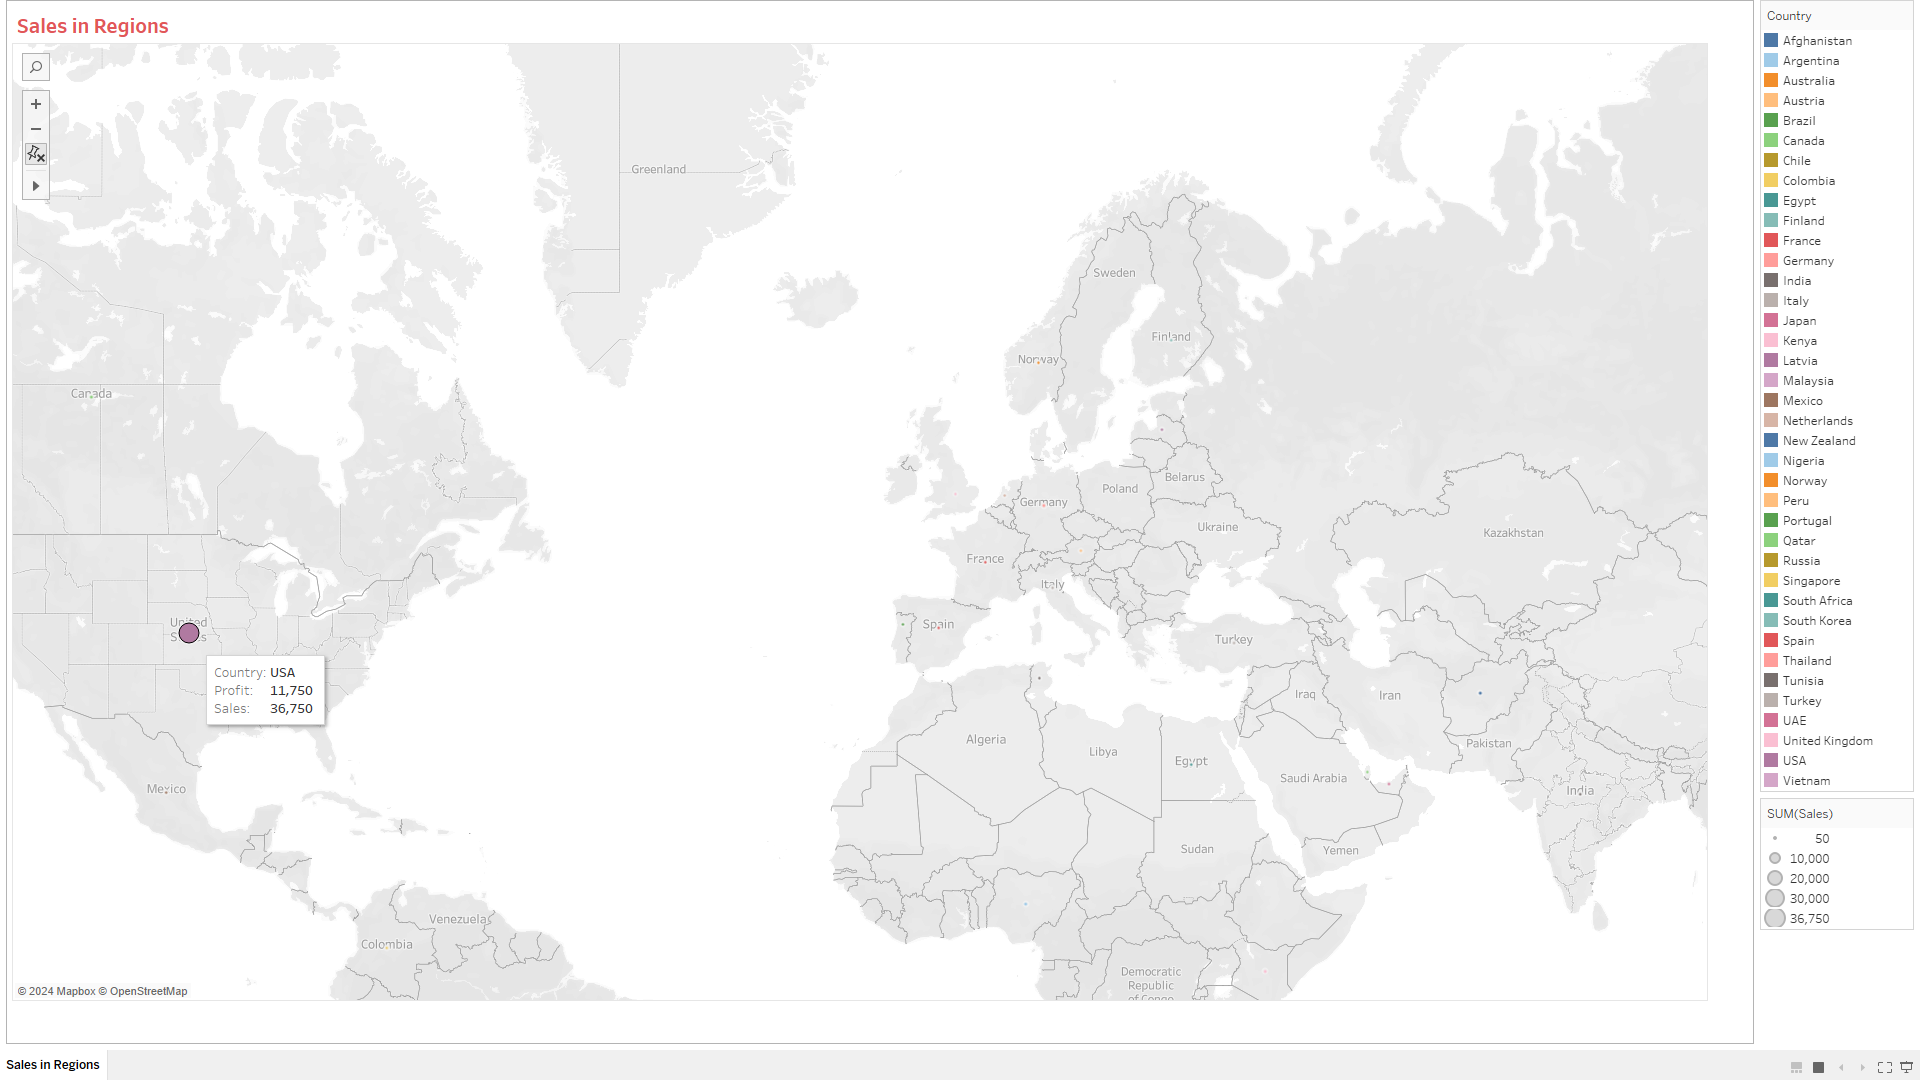 Sales in Regions
Greenland
Sweden
Finland
Norway
Canada
Belarus
Poland
Germany
Ukraine
Kazakhstan
France
Italy
United
States
Spain
Turkey
Country: USA
Profit: 11,750
Sales: 36,750
Iraq
Iran
Algeria
Libya
Egypt
Pakistan
Saudi Arabia
Mexico
India
Sudan
Yemen
Venezuela
Colombia
Democratic
Republic
of Congo
© 2024 Mapbox © OpenStreetMap
Country
Afghanistan
Argentina
Australia
Austria
Brazil
Canada
Chile
Colombia
Egypt
Finland
France
Germany
India
Italy
Japan
Kenya
Latvia
Malaysia
Mexico
Netherlands
New Zealand
Nigeria
Norway
Peru
Portugal
Qatar
Russia
Singapore
South Africa
South Korea
Spain
Thailand
Tunisia
Turkey
UAE
United Kingdom
USA
Vietnam
SUM(Sales)
50
10,000
20,000
30,000
36,750
Sales in Regions